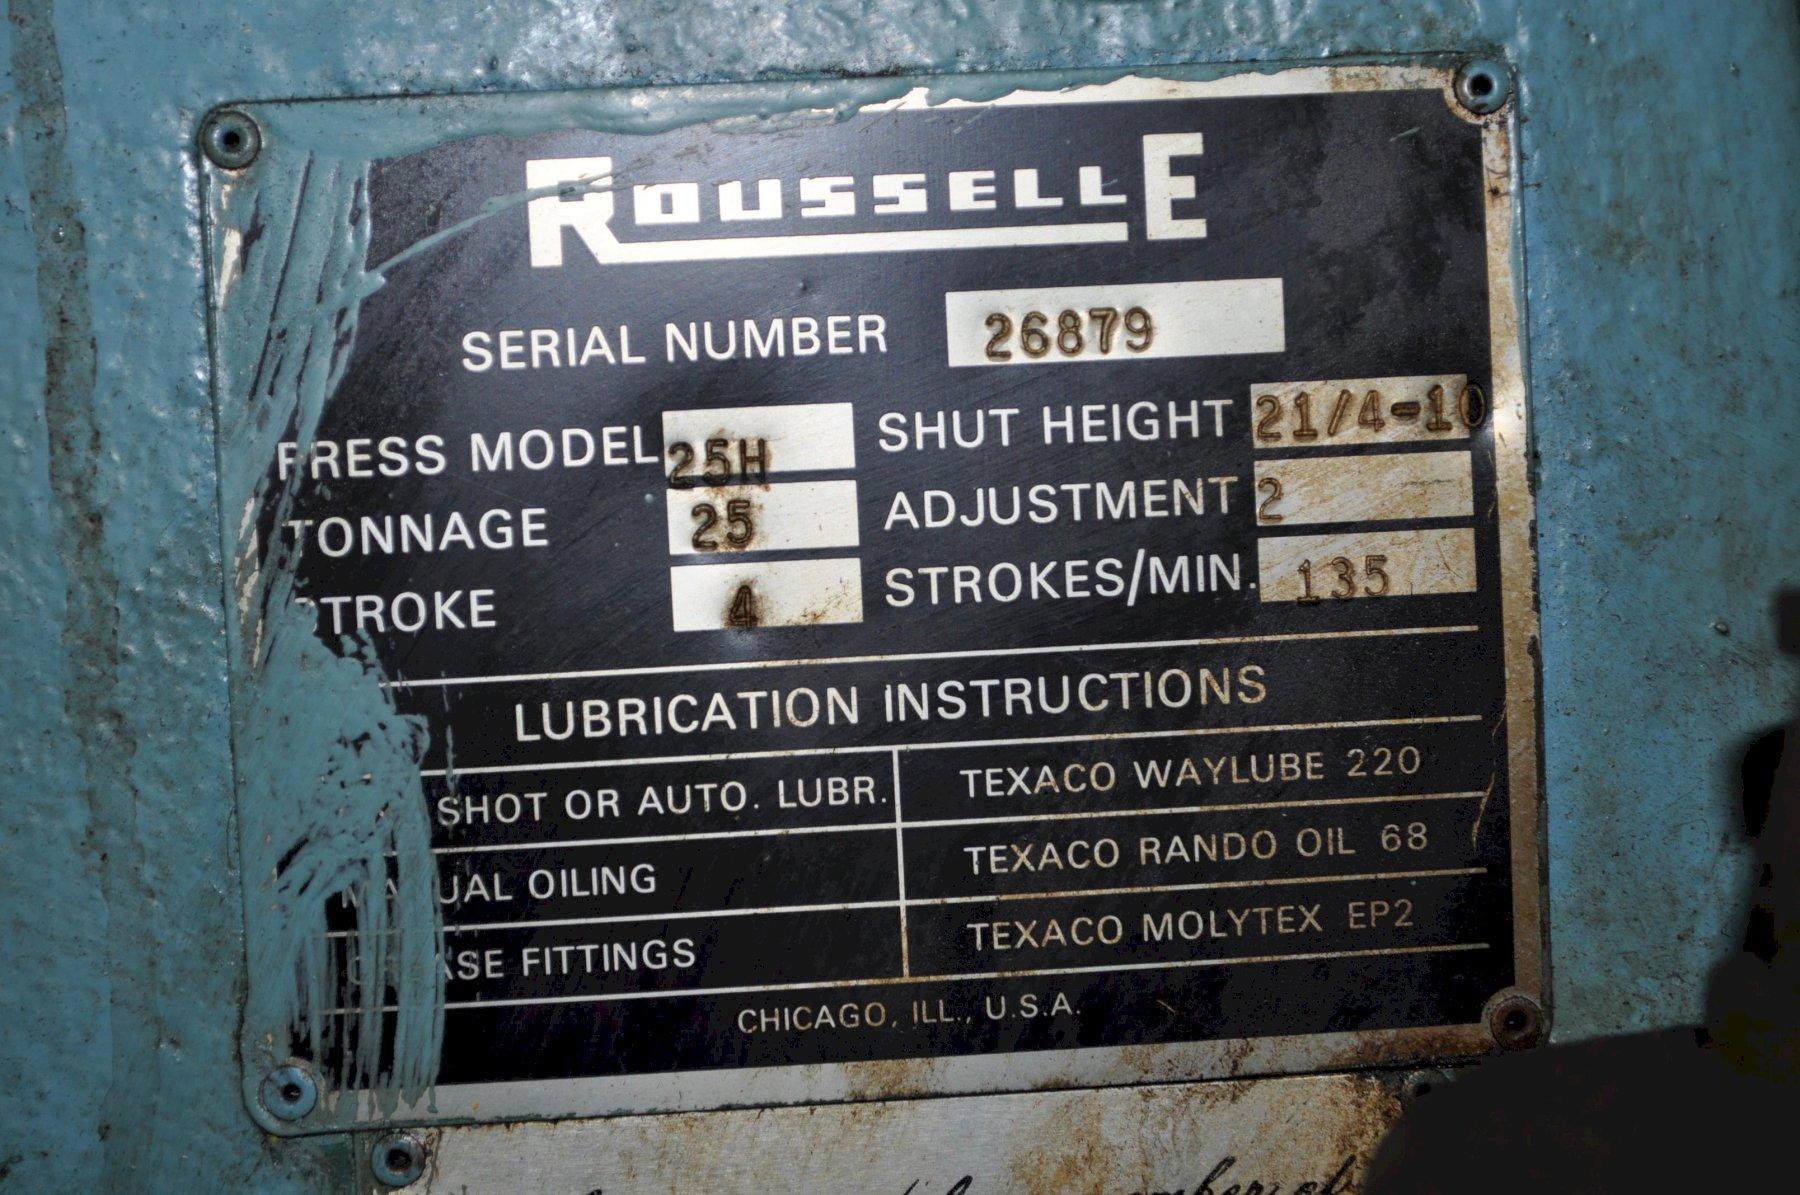 ROUSSELLE
SERIAL NUMBER 26879
PRESS MODEL 25H SHUT HEIGHT 21/4-10
TONNAGE 25 ADJUSTMENT 2
STROKE 4 STROKES/MIN. 135
LUBRICATION INSTRUCTIONS
SHOT OR AUTO. LUBR. TEXACO WAYLUBE 220
MANUAL OILING TEXACO RANDO OIL 68
GREASE FITTINGS TEXACO MOLYTEX EP2
CHICAGO, ILL., U.S.A.